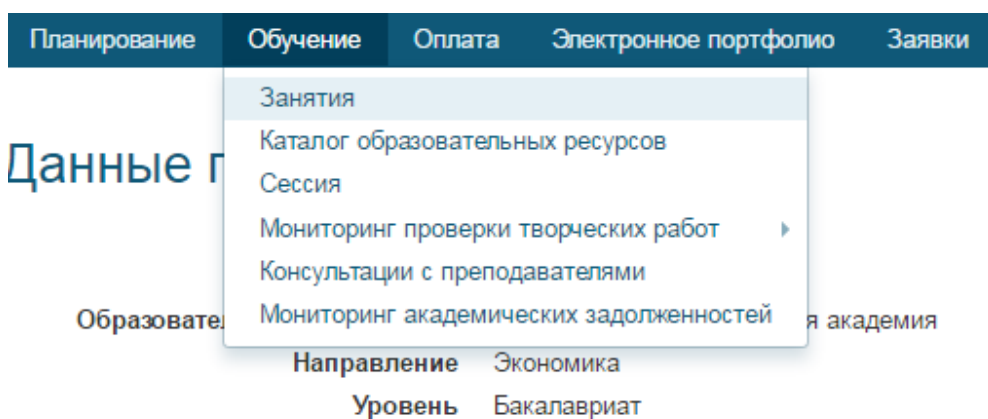 Планирование Обучение Оплата Электронное портфолио Заявки
Занятия
Каталог образовательных ресурсов
Данные
Сессия
Мониторинг проверки творческих работ
Консультации с преподавателями
Мониторинг академических задолженностей
академия
Направление Экономика
Уровень Бакалавриат